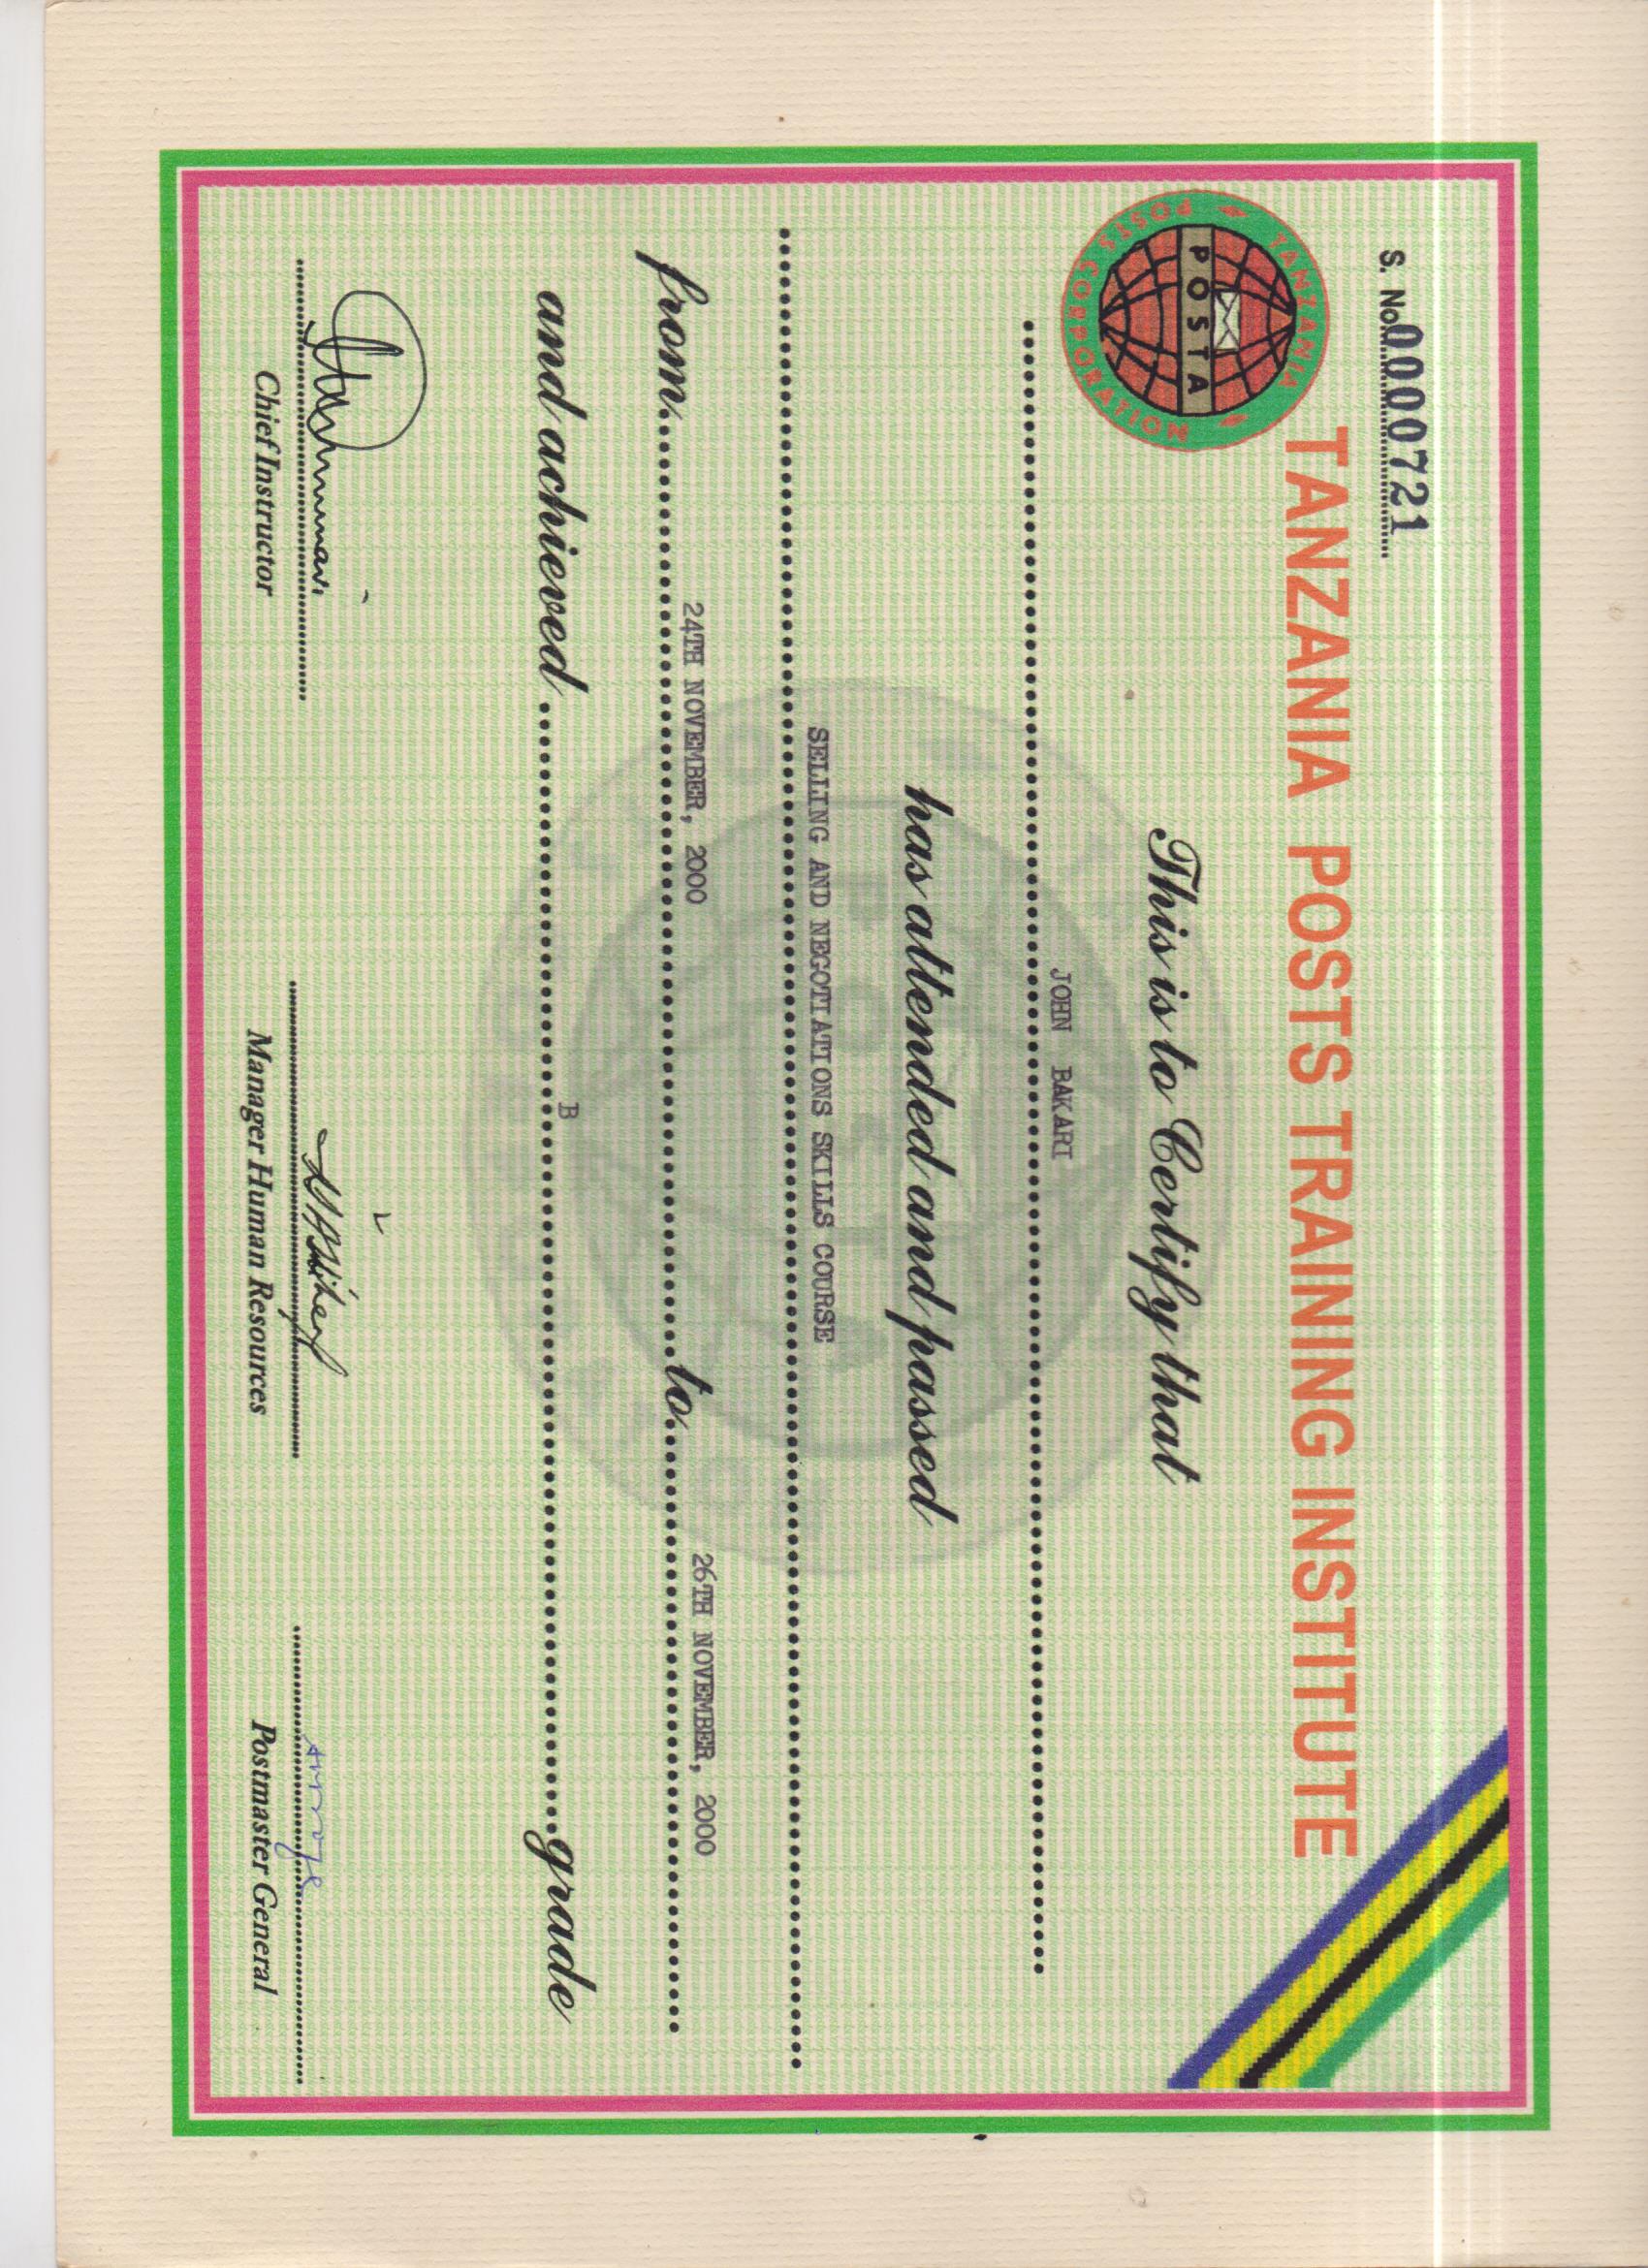 S. No. 0000721
TANZANIA POSTS TRAINING INSTITUTE
TANZANIA POSTS CORPORATION
POSTA
This is to Certify that
JOHN BAKARI
has attended and passed
SELLING AND NEGOTIATIONS SKILLS COURSE
from 24TH NOVEMBER, 2000 to 26TH NOVEMBER, 2000
and achieved B grade
Chief Instructor
Manager Human Resources
Postmaster General